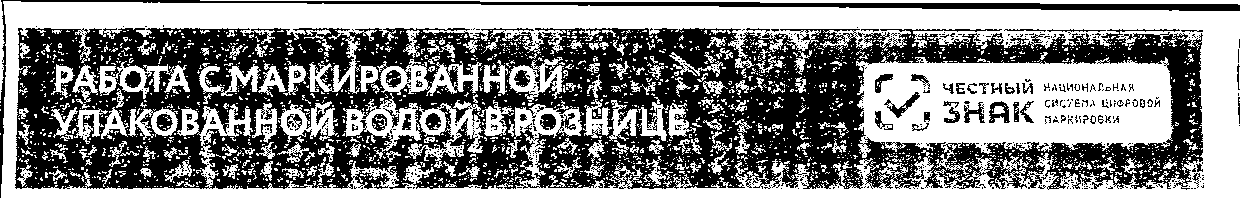 РАБОТА С МАРКИРОВАННОЙ
УПАКОВАННОЙ ВОДОЙ В РОЗНИЦЕ
ЧЕСТНЫЙ
ЗНАК
НАЦИОНАЛЬНАЯ
СИСТЕМА ЦИФРОВОЙ
МАРКИРОВКИ